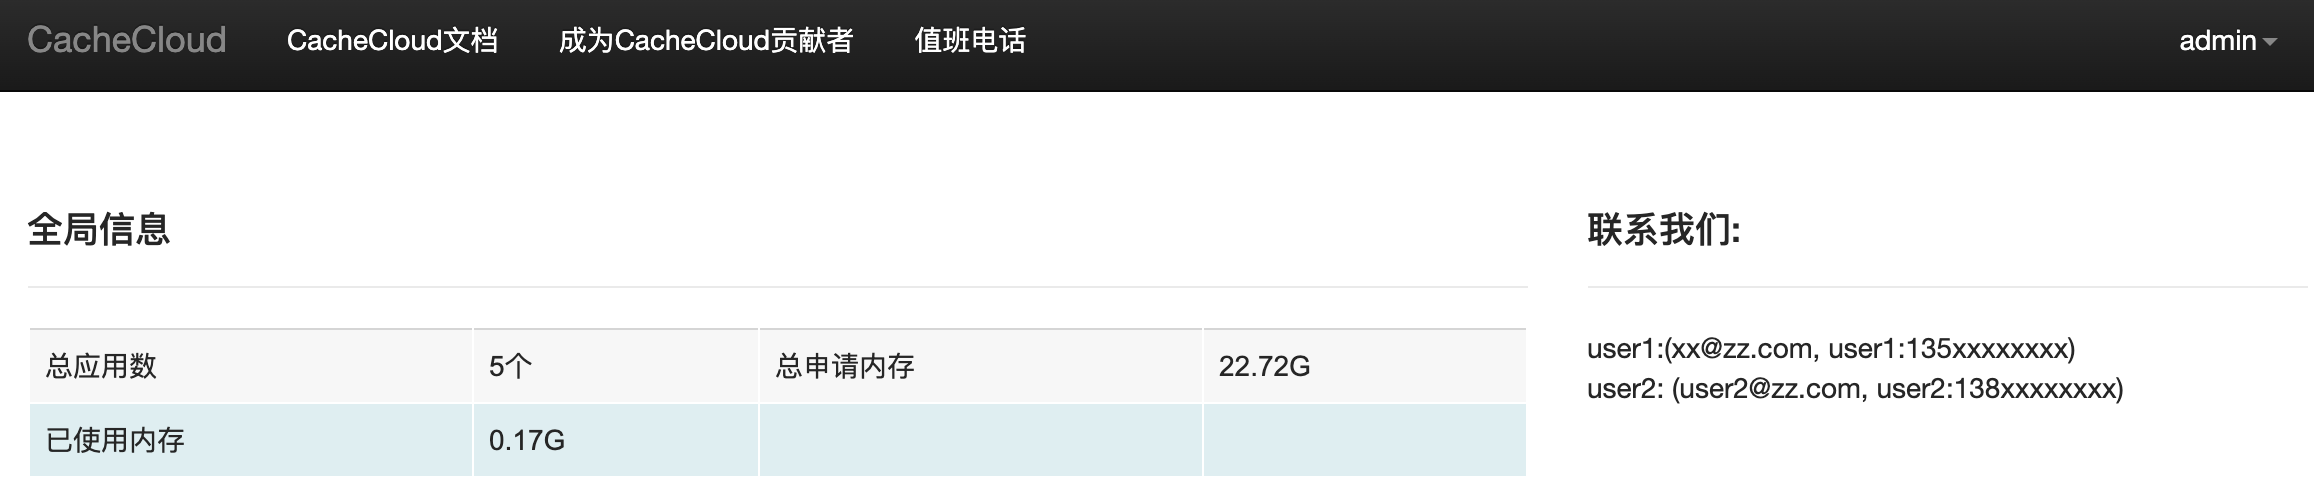 CacheCloud CacheCloud文档 成为CacheCloud贡献者 值班电话 admin
全局信息
总应用数 5个 总申请内存 22.72G
已使用内存 0.17G
联系我们:
user1:(xx@zz.com, user1:135xxxxxxxx)
user2: (user2@zz.com, user2:138xxxxxxxx)